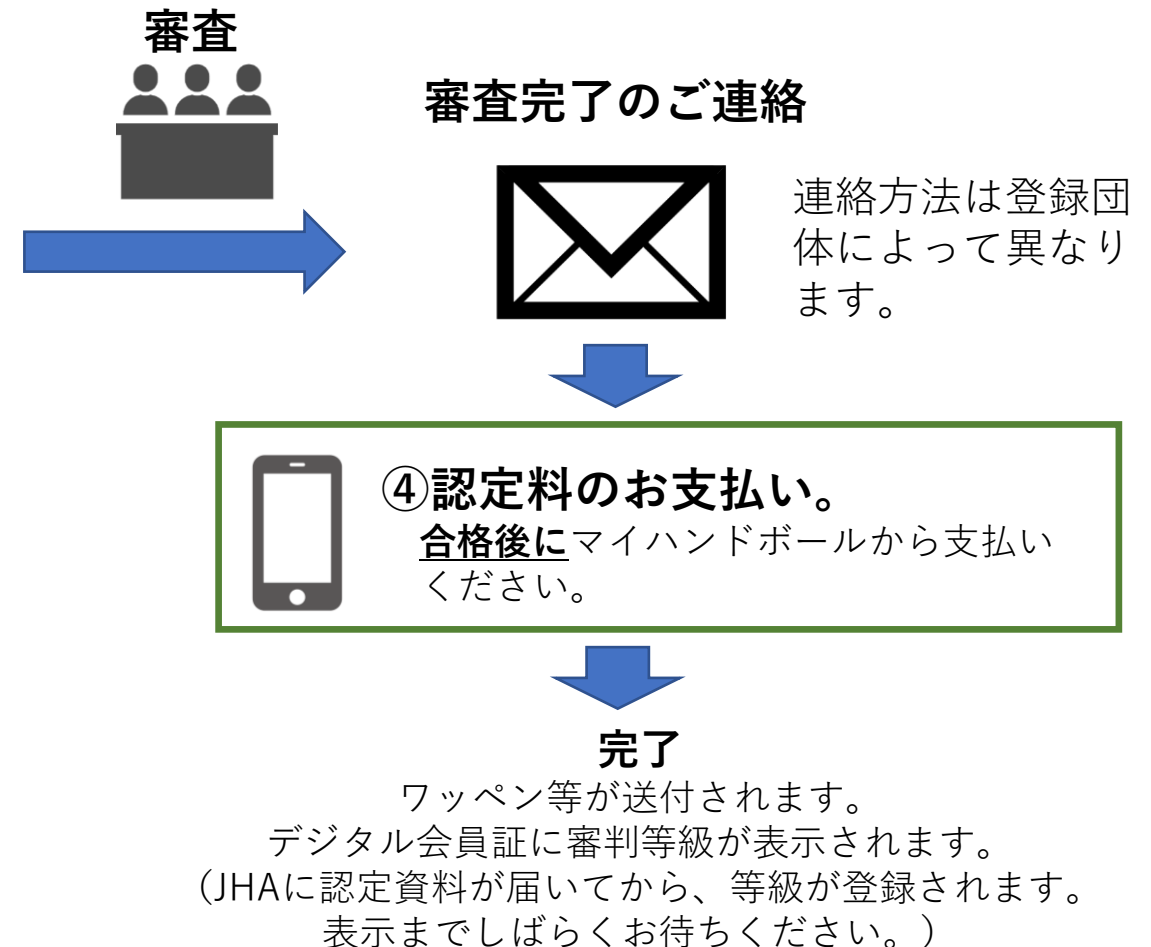 審査
審査完了のご連絡
連絡方法は登録団
体によって異なり
ます。
④認定料のお支払い。
合格後にマイハンドボールから支払い
ください。
完了
ワッペン等が送付されます。
デジタル会員証に審判等級が表示されます。
（JHAに認定資料が届いてから、等級が登録されます。
表示までしばらくお待ちください。）